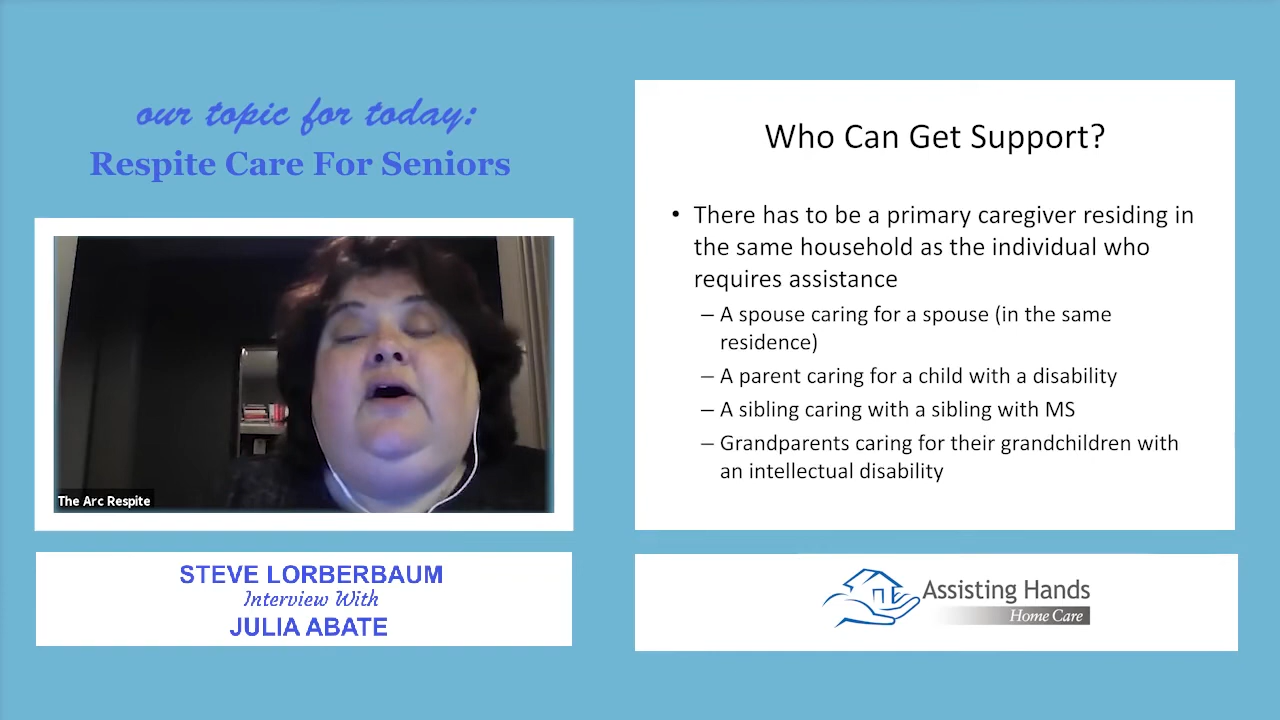 our topic for today:
Respite Care For Seniors
The Arc Respite
STEVE LORBERBAUM
Interview With
JULIA ABATE
Who Can Get Support?
• There has to be a primary caregiver residing in
the same household as the individual who
requires assistance
– A spouse caring for a spouse (in the same
residence)
– A parent caring for a child with a disability
– A sibling caring with a sibling with MS
– Grandparents caring for their grandchildren with
an intellectual disability
Assisting Hands
Home Care